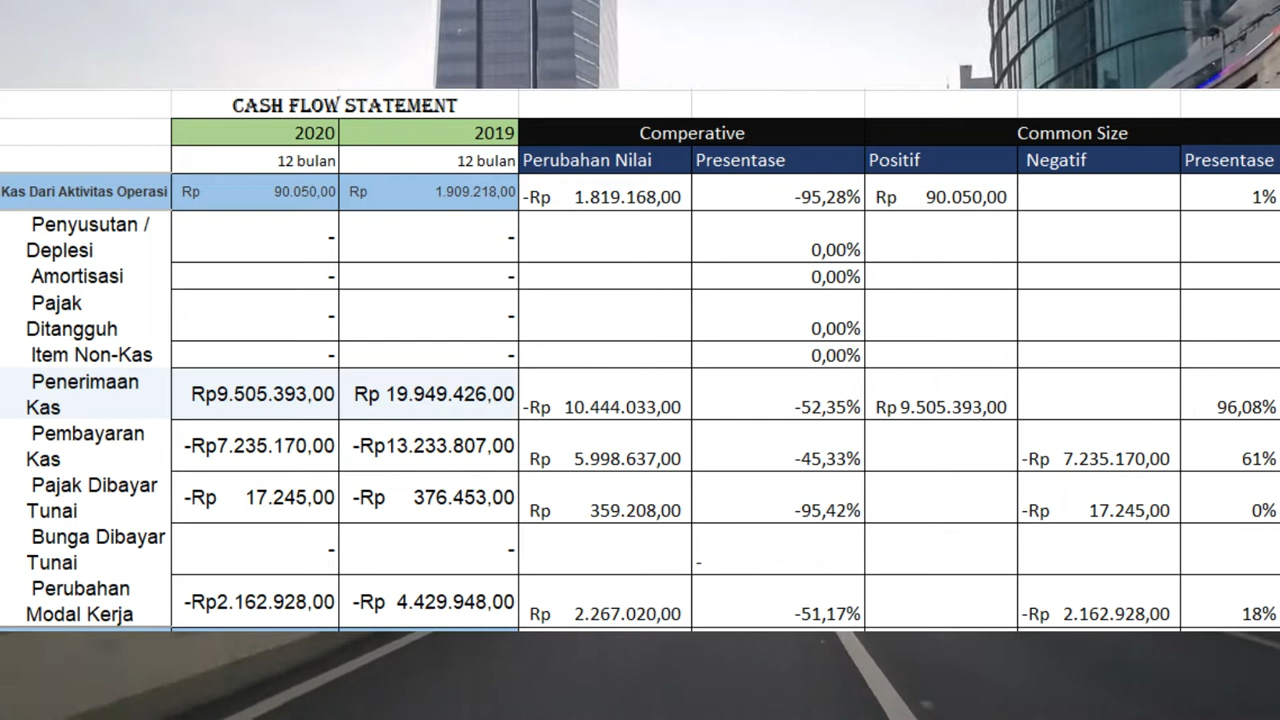 CASH FLOW STATEMENT
2020 2019 Comperative Common Size
12 bulan 12 bulan Perubahan Nilai Presentase Positif Negatif Presentase
Kas Dari Aktivitas Operasi Rp 90.050,00 Rp 1.909.218,00 -Rp 1.819.168,00 -95,28% Rp 90.050,00 1%
Penyusutan /
Deplesi - - 0,00%
Amortisasi - - 0,00%
Pajak
Ditangguh - - 0,00%
Item Non-Kas - - 0,00%
Penerimaan
Kas Rp9.505.393,00 Rp 19.949.426,00 -Rp 10.444.033,00 -52,35% Rp 9.505.393,00 96,08%
Pembayaran
Kas -Rp7.235.170,00 -Rp13.233.807,00 Rp 5.998.637,00 -45,33% -Rp 7.235.170,00 61%
Pajak Dibayar
Tunai -Rp 17.245,00 -Rp 376.453,00 Rp 359.208,00 -95,42% -Rp 17.245,00 0%
Bunga Dibayar
Tunai - - -
Perubahan
Modal Kerja -Rp2.162.928,00 -Rp 4.429.948,00 Rp 2.267.020,00 -51,17% -Rp 2.162.928,00 18%